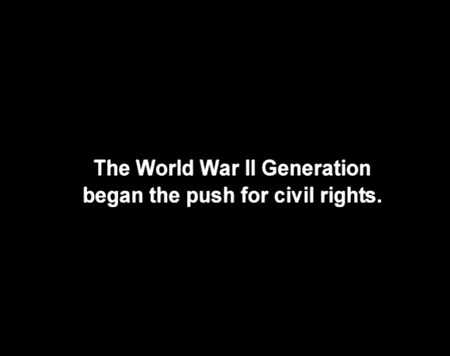 The World War II Generation
began the push for civil rights.